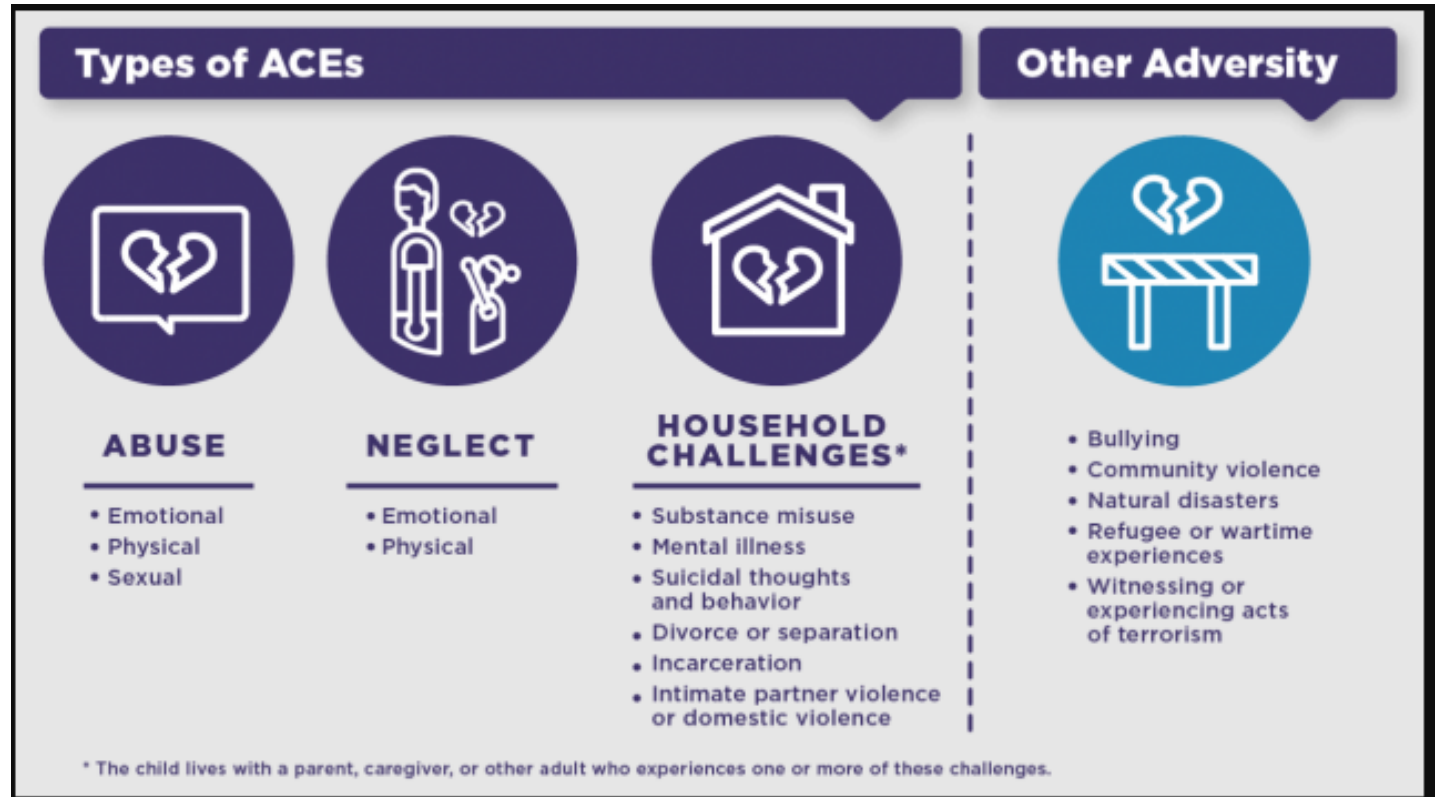 Types of ACEs
Other Adversity
ABUSE
• Emotional
• Physical
• Sexual
NEGLECT
• Emotional
• Physical
HOUSEHOLD
CHALLENGES*
• Substance misuse
• Mental illness
• Suicidal thoughts
and behavior
• Divorce or separation
• Incarceration
• Intimate partner violence
or domestic violence
• Bullying
• Community violence
• Natural disasters
• Refugee or wartime
experiences
• Witnessing or
experiencing acts
of terrorism
* The child lives with a parent, caregiver, or other adult who experiences one or more of these challenges.